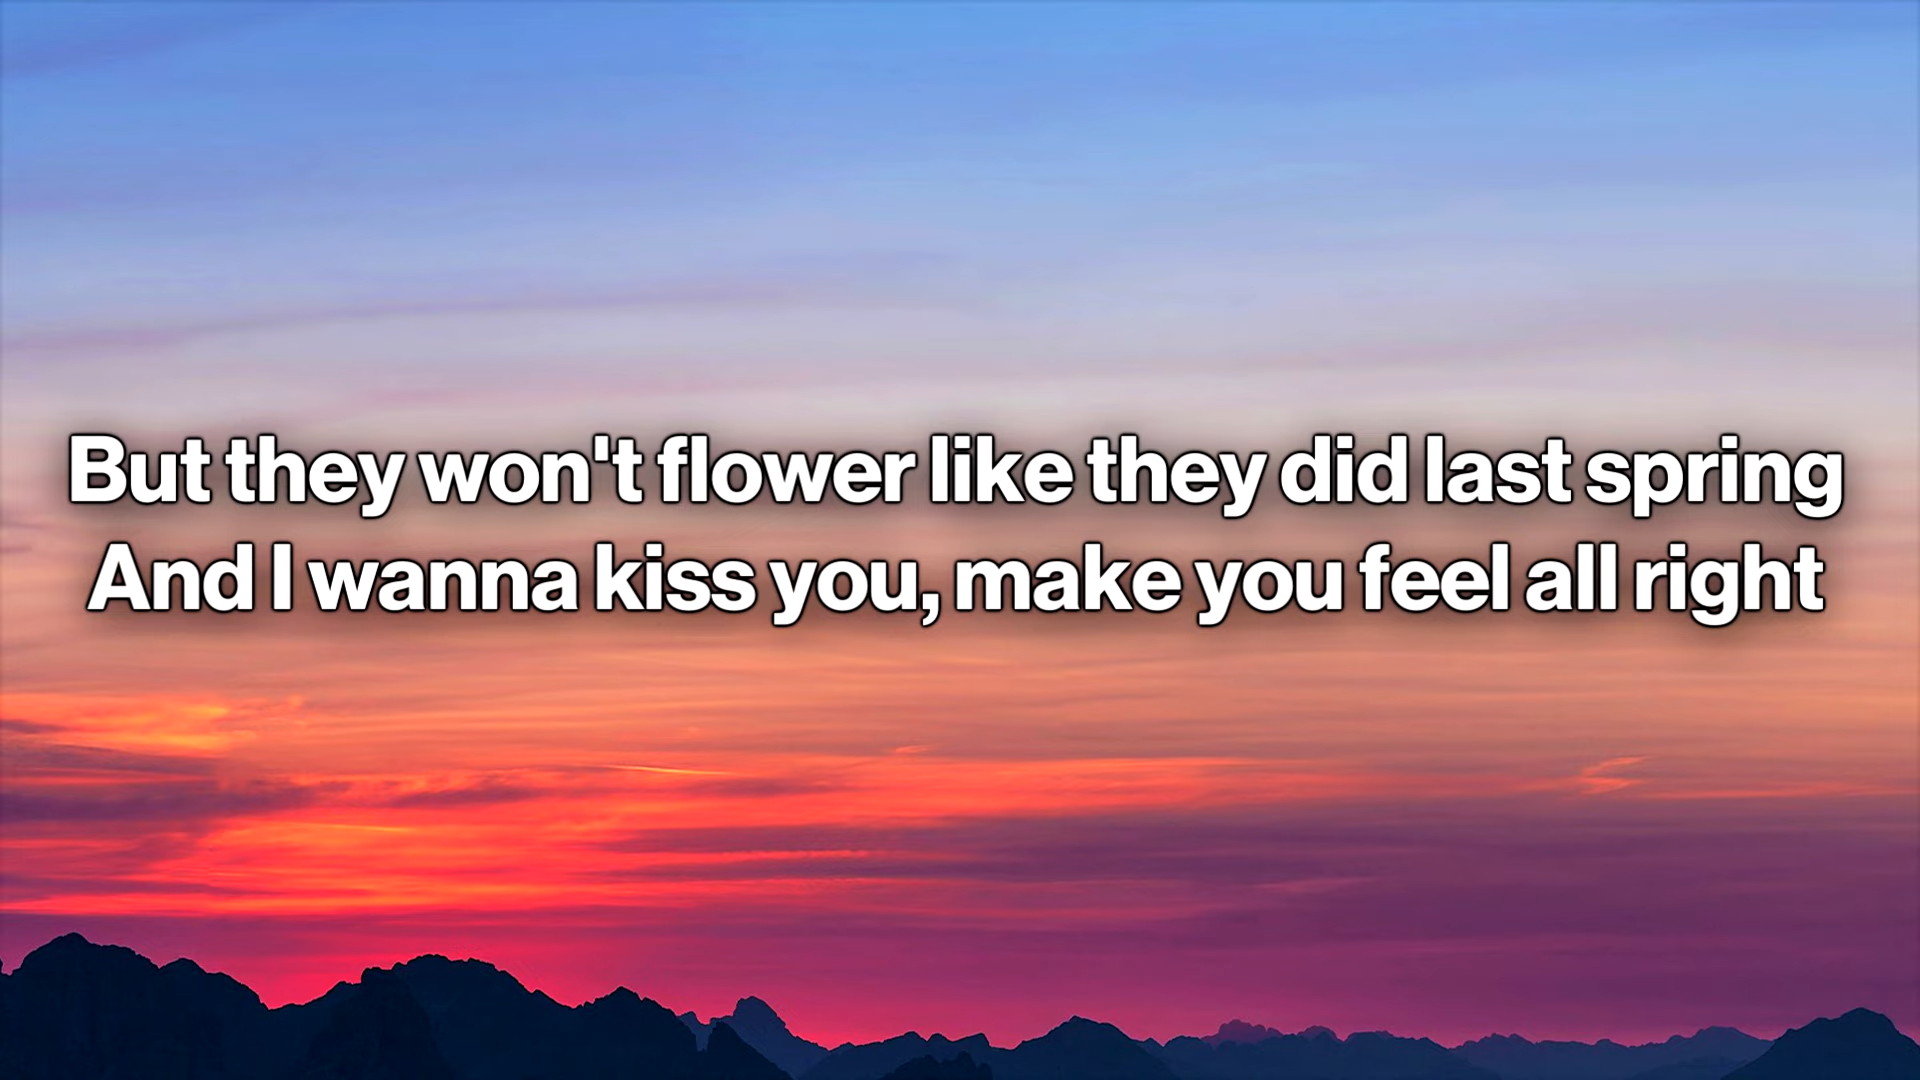 But they won't flower like they did last spring
And I wanna kiss you, make you feel all right